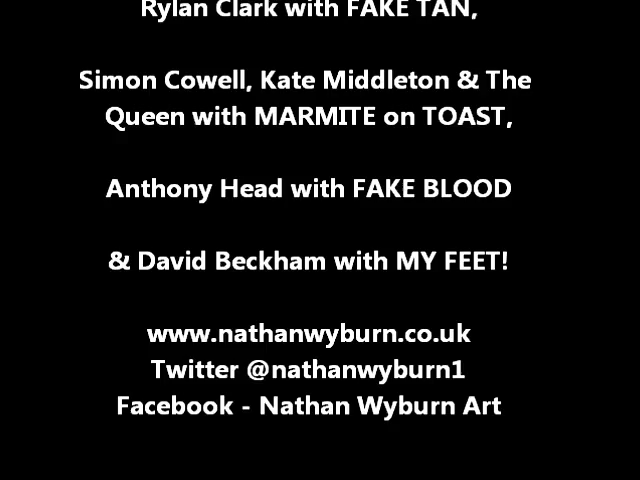 Rylan Clark with FAKE TAN,
Simon Cowell, Kate Middleton & The
Queen with MARMITE on TOAST,
Anthony Head with FAKE BLOOD
& David Beckham with MY FEET!
www.nathanwyburn.co.uk
Twitter @nathanwyburn1
Facebook - Nathan Wyburn Art